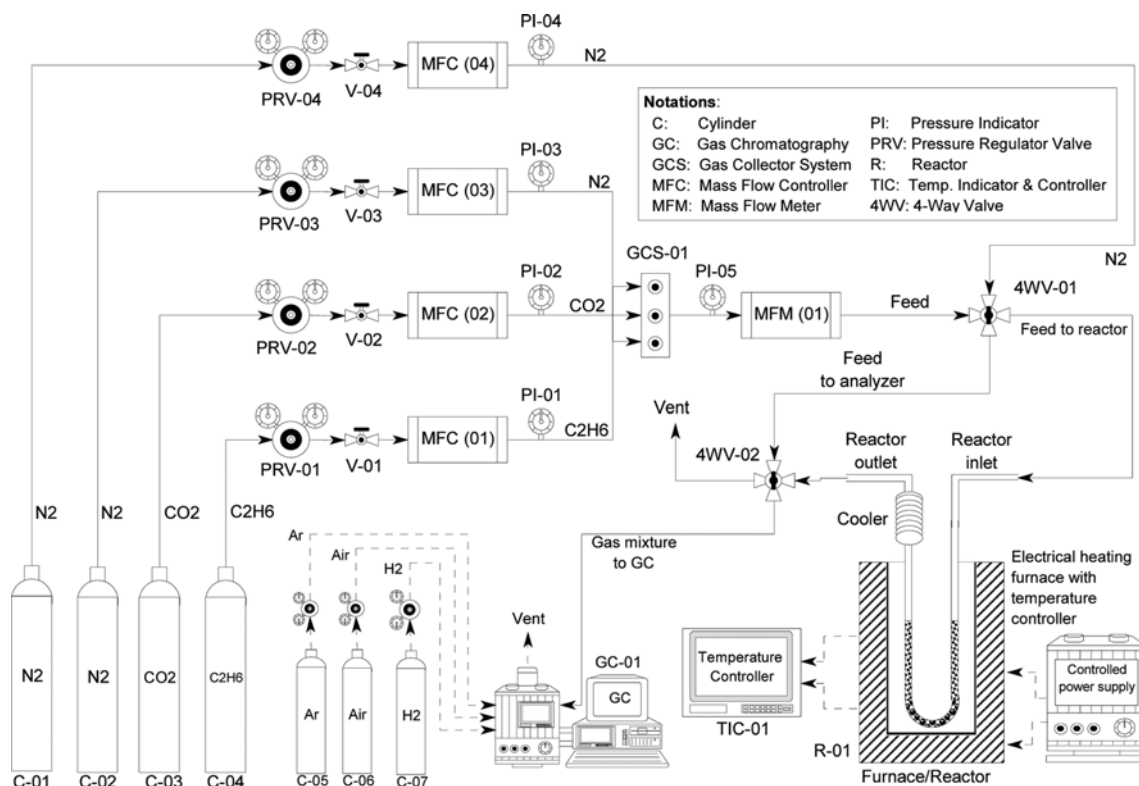 PI-04
N2
MFC (04)
PRV-04
V-04
Notations:
C: Cylinder
GC: Gas Chromatography
GCS: Gas Collector System
MFC: Mass Flow Controller
MFM: Mass Flow Meter
PI: Pressure Indicator
PRV: Pressure Regulator Valve
R: Reactor
TIC: Temp. Indicator & Controller
4WV: 4-Way Valve
PI-03
N2
MFC (03)
PRV-03
V-03
GCS-01
N2
PI-02
CO2
MFC (02)
PRV-02
V-02
PI-05
MFM (01)
Feed
4WV-01
Feed to reactor
Feed
to analyzer
PI-01
C2H6
MFC (01)
PRV-01
V-01
Vent
4WV-02
Reactor
outlet
Reactor
inlet
Cooler
N2
N2
CO2
C2H6
Ar
Air
H2
Gas mixture
to GC
Electrical heating
furnace with
temperature
controller
Vent
GC-01
GC
Temperature
Controller
TIC-01
Controlled
power supply
N2
N2
CO2
C2H6
Ar
Air
H2
R-01
Furnace/Reactor
C-01
C-02
C-03
C-04
C-05
C-06
C-07